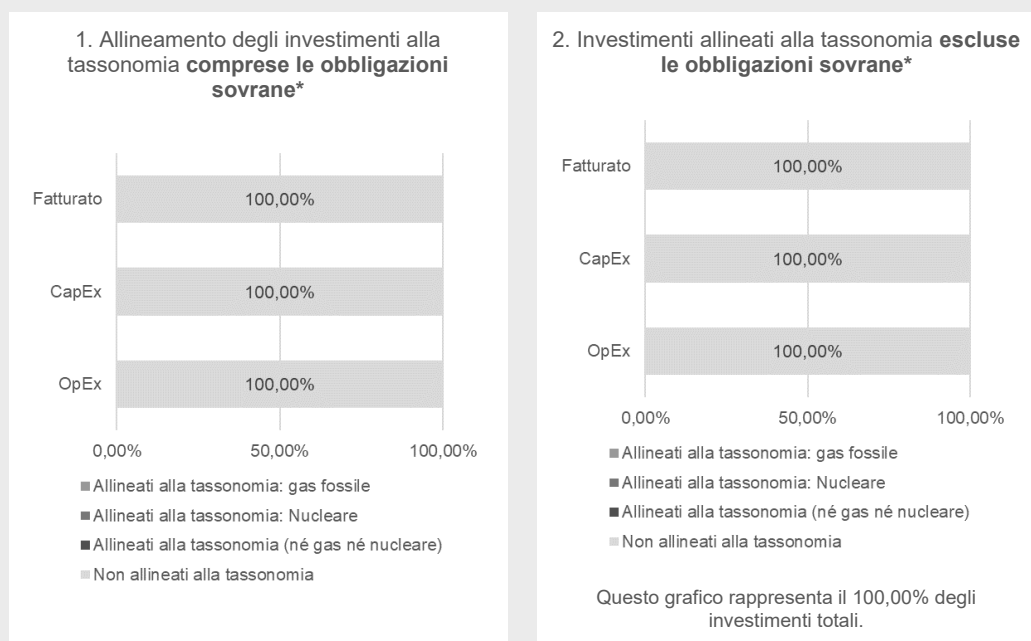 1. Allineamento degli investimenti alla
tassonomia comprese le obbligazioni
sovrane*
Fatturato
100,00%
CapEx
100,00%
OpEx
100,00%
0,00%
50,00%
100,00%
Allineati alla tassonomia: gas fossile
Allineati alla tassonomia: Nucleare
Allineati alla tassonomia (né gas né nucleare)
Non allineati alla tassonomia
2. Investimenti allineati alla tassonomia escluse
le obbligazioni sovrane*
Fatturato
100,00%
CapEx
100,00%
OpEx
100,00%
0,00%
50,00%
100,00%
Allineati alla tassonomia: gas fossile
Allineati alla tassonomia: Nucleare
Allineati alla tassonomia (né gas né nucleare)
Non allineati alla tassonomia
Questo grafico rappresenta il 100,00% degli
investimenti totali.